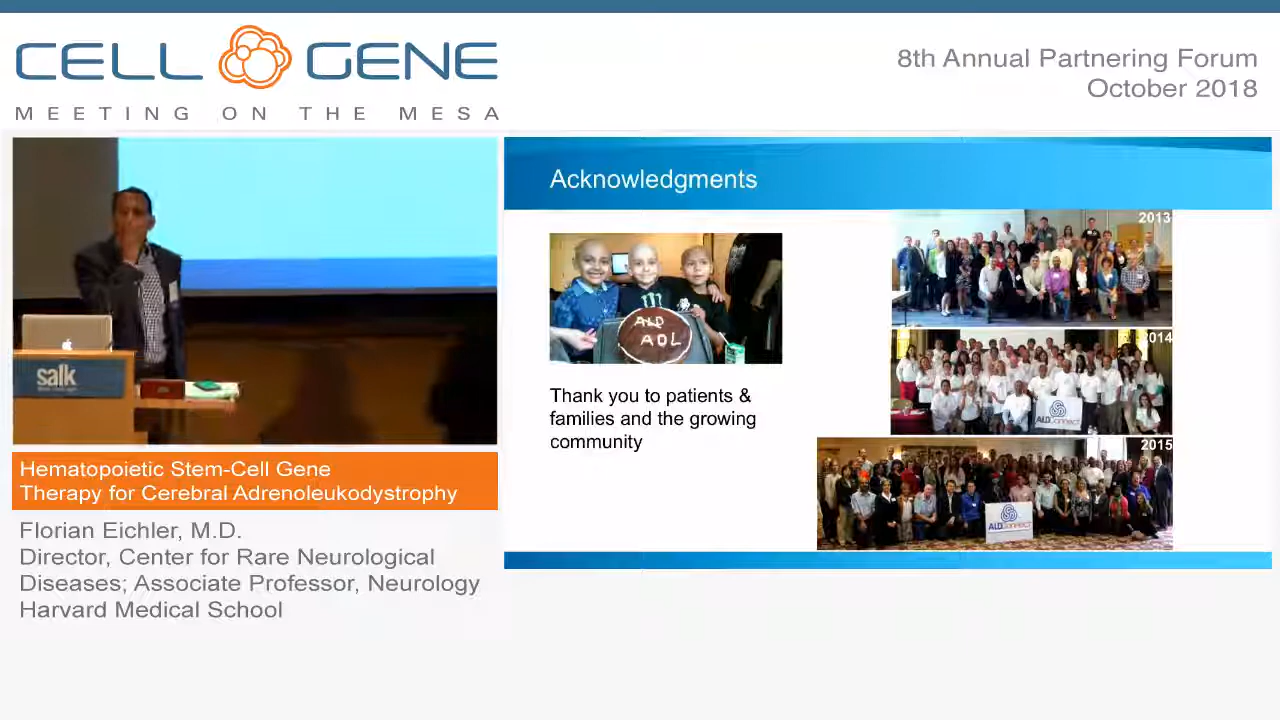 CELL GENE
MEETING ON THE MESA
8th Annual Partnering Forum
October 2018
salk
Hematopoietic Stem-Cell Gene
Therapy for Cerebral Adrenoleukodystrophy
Florian Eichler, M.D.
Director, Center for Rare Neurological
Diseases; Associate Professor, Neurology
Harvard Medical School
Acknowledgments
ALD
AOL
Thank you to patients &
families and the growing
community
2013
2014
ALDConnect
2015
ALDConnect